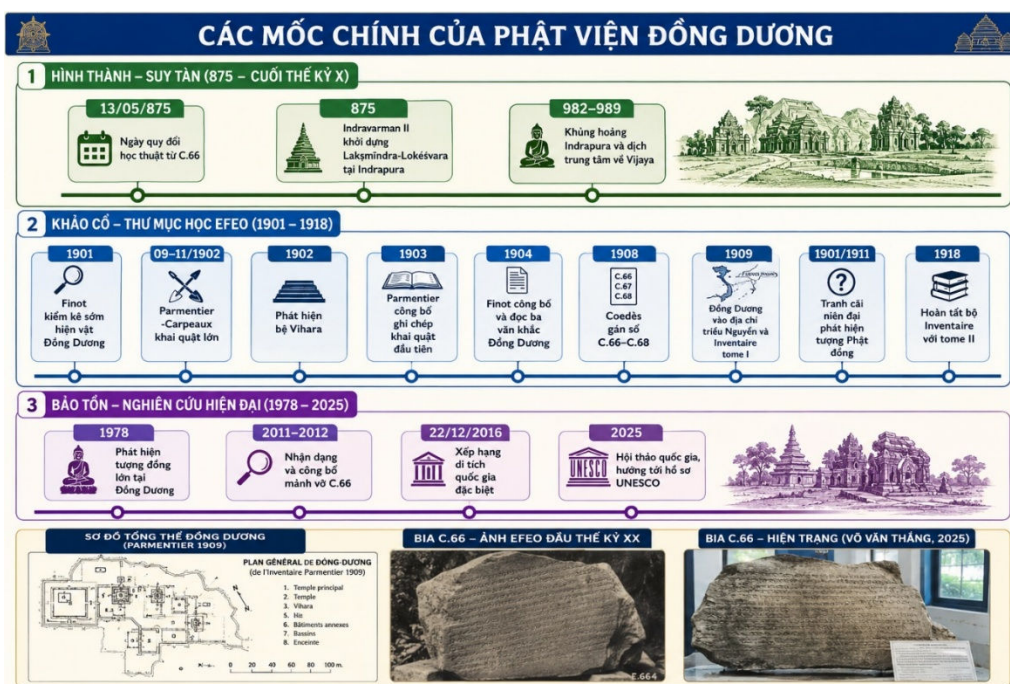 CÁC MỐC CHÍNH CỦA PHẬT VIỆN ĐỒNG DƯƠNG
1 HÌNH THÀNH – SUY TÀN (875 – CUỐI THẾ KỶ X)
13/05/875
Ngày quy đổi
học thuật từ C.66
875
Indravarman II
khởi dựng
Lakṣmīndra-Lokéśvara
tại Indrapura
982–989
Khủng hoảng
Indrapura và dịch
trung tâm về Vijaya
2 KHẢO CỔ – THƯ MỤC HỌC EFEO (1901 – 1918)
1901
Finot
kiểm kê sớm
hiện vật
Đồng Dương
09–11/1902
Parmentier
-Carpeaux
khai quật lớn
1902
Phát hiện
bệ Vihara
1903
Parmentier
công bố
ghi chép
khai quật
đầu tiên
1904
Finot công bố
và đọc ba
văn khắc
Đồng Dương
1908
C.66
C.67
C.68
Coedès
gán số
C.66–C.68
1909
Đồng Dương
vào địa chí
triều Nguyễn và
Inventaire
tome I
1901/1911
?
Tranh cãi
niên đại
phát hiện
tượng Phật
đồng
1918
Hoàn tất bộ
Inventaire
với tome II
3 BẢO TỒN – NGHIÊN CỨU HIỆN ĐẠI (1978 – 2025)
1978
Phát hiện
tượng đồng
lớn tại
Đồng Dương
2011–2012
Nhận dạng
và công bố
mảnh vỡ C.66
22/12/2016
Xếp hạng
di tích
quốc gia
đặc biệt
2025
UNESCO
Hội thảo quốc gia,
hướng tới hồ sơ
UNESCO
SƠ ĐỒ TỔNG THỂ ĐỒNG DƯƠNG
(PARMENTIER 1909)
PLAN GÉNÉRAL DE ĐÔNG-DƯƠNG
(de l'Inventaire Parmentier 1909)
1. Temple principal
2. Temple
3. Vihara
5. Hit
6. Bâtiments annexes
7. Bassins
8. Enceinte
0 20 40 60 80 100 m.
BIA C.66 – ẢNH EFEO ĐẦU THẾ KỶ XX
E.664
BIA C.66 – HIỆN TRẠNG (VÕ VĂN THẮNG, 2025)